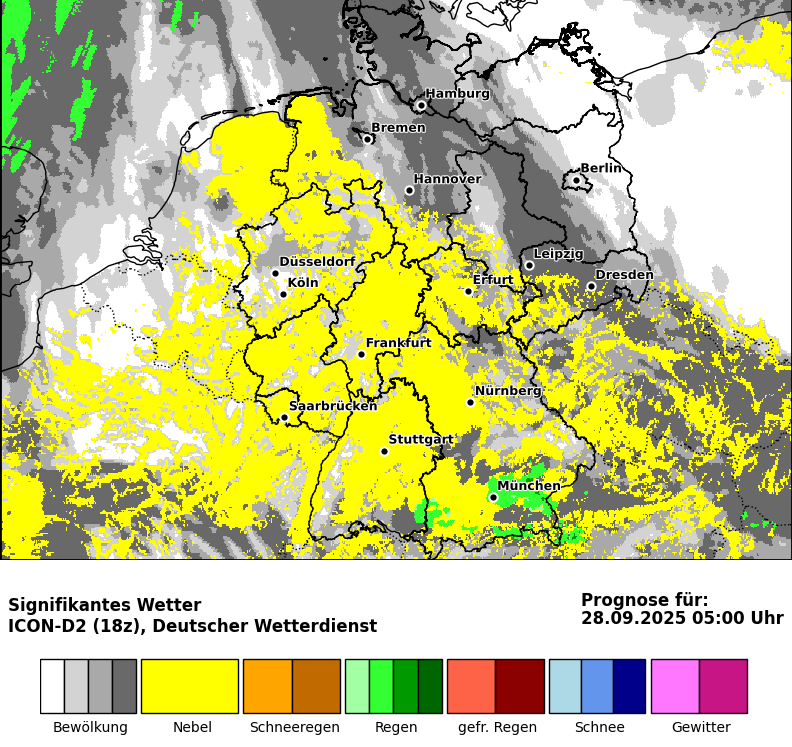 Hamburg
Bremen
Berlin
Hannover
Leipzig
Düsseldorf
Dresden
Köln
Erfurt
Frankfurt
Nürnberg
Saarbrücken
Stuttgart
München
Signifikantes Wetter
ICON-D2 (18z), Deutscher Wetterdienst
Prognose für:
28.09.2025 05:00 Uhr
Bewölkung Nebel Schneeregen Regen gefr. Regen Schnee Gewitter